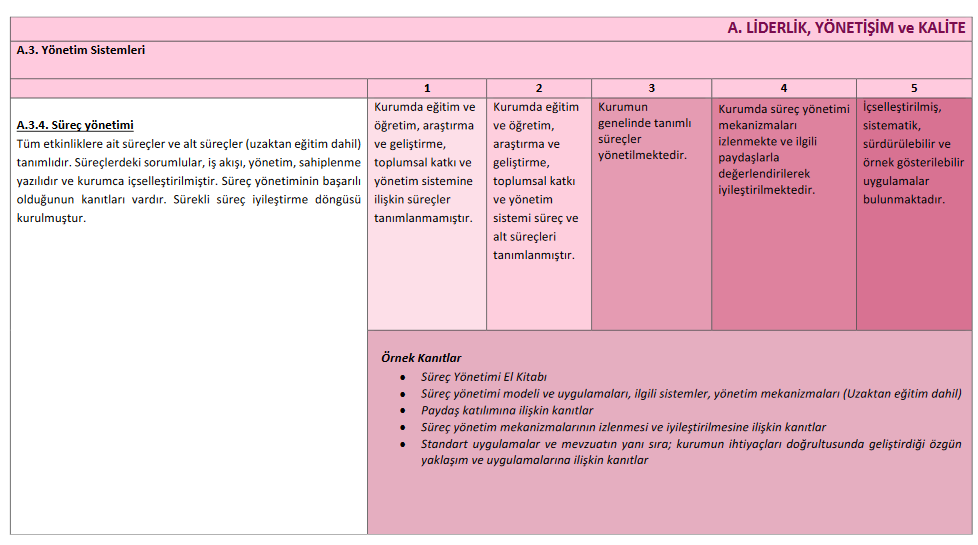 A. LİDERLİK, YÖNETİŞİM ve KALİTE
A.3. Yönetim Sistemleri
1
2
3
4
5
A.3.4. Süreç yönetimi
Tüm etkinliklere ait süreçler ve alt süreçler (uzaktan eğitim dahil)
tanımlıdır. Süreçlerdeki sorumlular, iş akışı, yönetim, sahiplenme
yazılıdır ve kurumca içselleştirilmiştir. Süreç yönetiminin başarılı
olduğunun kanıtları vardır. Sürekli süreç iyileştirme döngüsü
kurulmuştur.
Kurumda eğitim ve
öğretim, araştırma
ve geliştirme,
toplumsal katkı ve
yönetim sistemine
ilişkin süreçler
tanımlanmamıştır.
Kurumda eğitim
ve öğretim,
araştırma ve
geliştirme,
toplumsal katkı
ve yönetim
sistemi süreç ve
alt süreçleri
tanımlanmıştır.
Kurumun
genelinde tanımlı
süreçler
yönetilmektedir.
Kurumda süreç yönetimi
mekanizmaları
izlenmekte ve ilgili
paydaşlarla
değerlendirilerek
iyileştirilmektedir.
İçselleştirilmiş,
sistematik,
sürdürülebilir ve
örnek gösterilebilir
uygulamalar
bulunmaktadır.
Örnek Kanıtlar
• Süreç Yönetimi El Kitabı
• Süreç yönetimi modeli ve uygulamaları, ilgili sistemler, yönetim mekanizmaları (Uzaktan eğitim dahil)
• Paydaş katılımına ilişkin kanıtlar
• Süreç yönetim mekanizmalarının izlenmesi ve iyileştirilmesine ilişkin kanıtlar
• Standart uygulamalar ve mevzuatın yanı sıra; kurumun ihtiyaçları doğrultusunda geliştirdiği özgün
yaklaşım ve uygulamalarına ilişkin kanıtlar